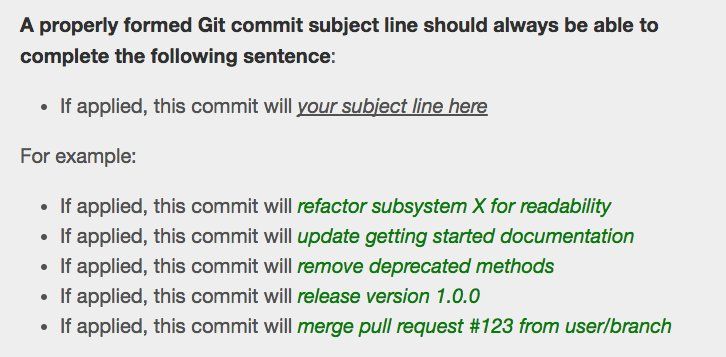 A properly formed Git commit subject line should always be able to
complete the following sentence:
• If applied, this commit will your subject line here
For example:
• If applied, this commit will refactor subsystem X for readability
• If applied, this commit will update getting started documentation
• If applied, this commit will remove deprecated methods
• If applied, this commit will release version 1.0.0
• If applied, this commit will merge pull request #123 from user/branch